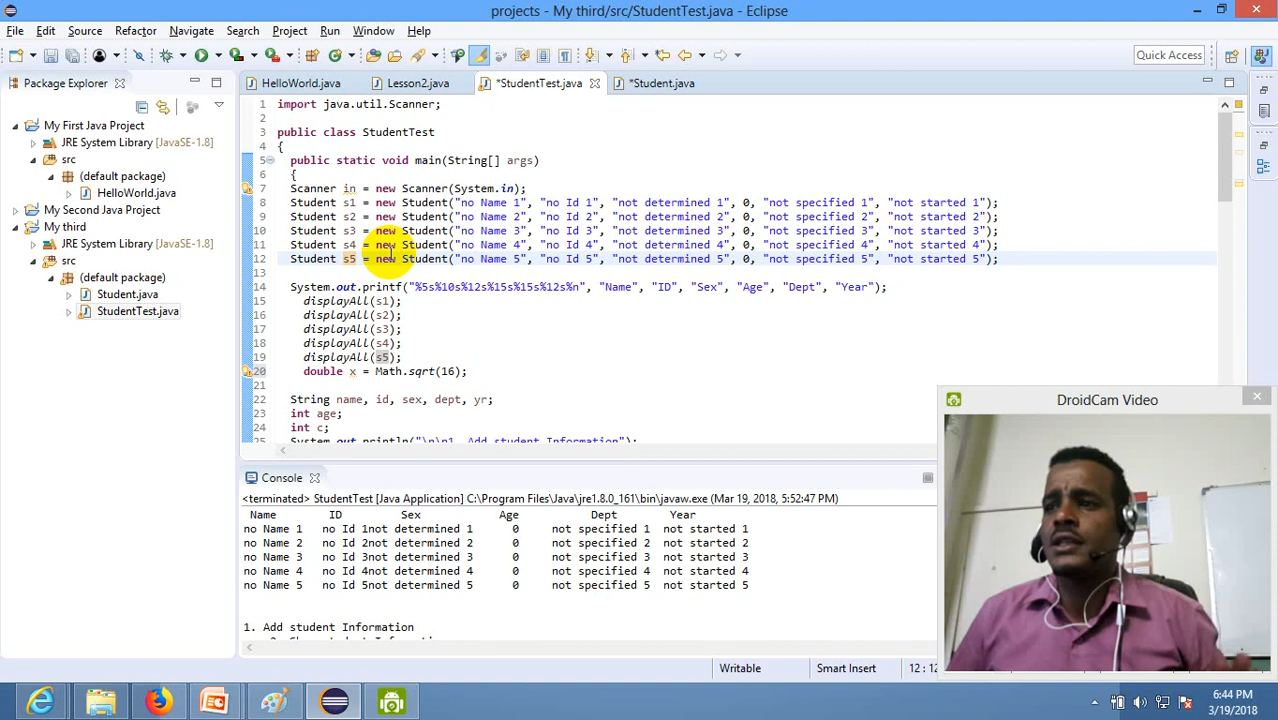 projects - My third/src/StudentTest.java - Eclipse
File Edit Source Refactor Navigate Search Project Run Window Help
Quick Access
Package Explorer
HelloWorld.java
Lesson2.java
*StudentTest.java
*Student.java
My First Java Project
JRE System Library [JavaSE-1.8]
src
(default package)
HelloWorld.java
My Second Java Project
My third
JRE System Library [JavaSE-1.8]
src
(default package)
Student.java
StudentTest.java
1 import java.util.Scanner;
2
3 public class StudentTest
4 {
5 public static void main(String[] args)
6 {
7 Scanner in = new Scanner(System.in);
8 Student s1 = new Student("no Name 1", "no Id 1", "not determined 1", 0, "not specified 1", "not started 1");
9 Student s2 = new Student("no Name 2", "no Id 2", "not determined 2", 0, "not specified 2", "not started 2");
10 Student s3 = new Student("no Name 3", "no Id 3", "not determined 3", 0, "not specified 3", "not started 3");
11 Student s4 = new Student("no Name 4", "no Id 4", "not determined 4", 0, "not specified 4", "not started 4");
12 Student s5 = new Student("no Name 5", "no Id 5", "not determined 5", 0, "not specified 5", "not started 5");
13
14 System.out.printf("%5s%10s%12s%15s%15s%12s%n", "Name", "ID", "Sex", "Age", "Dept", "Year");
15 displayAll(s1);
16 displayAll(s2);
17 displayAll(s3);
18 displayAll(s4);
19 displayAll(s5);
20 double x = Math.sqrt(16);
21
22 String name, id, sex, dept, yr;
23 int age;
24 int c;
25 System.out.println("\n\n1. Add student Information");
DroidCam Video
Console
<terminated> StudentTest [Java Application] C:\Program Files\Java\jre1.8.0_161\bin\javaw.exe (Mar 19, 2018, 5:52:47 PM)
Name ID Sex Age Dept Year
no Name 1 no Id 1not determined 1 0 not specified 1 not started 1
no Name 2 no Id 2not determined 2 0 not specified 2 not started 2
no Name 3 no Id 3not determined 3 0 not specified 3 not started 3
no Name 4 no Id 4not determined 4 0 not specified 4 not started 4
no Name 5 no Id 5not determined 5 0 not specified 5 not started 5
1. Add student Information
Writable
Smart Insert
12 : 12
6:44 PM
3/19/2018